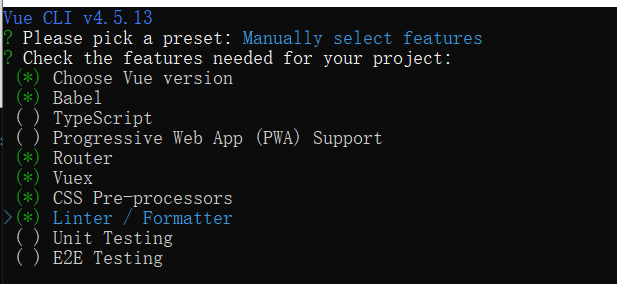 Vue CLI v4.5.13
? Please pick a preset: Manually select features
? Check the features needed for your project:
(*) Choose Vue version
(*) Babel
( ) TypeScript
( ) Progressive Web App (PWA) Support
(*) Router
(*) Vuex
(*) CSS Pre-processors
>(*) Linter / Formatter
( ) Unit Testing
( ) E2E Testing